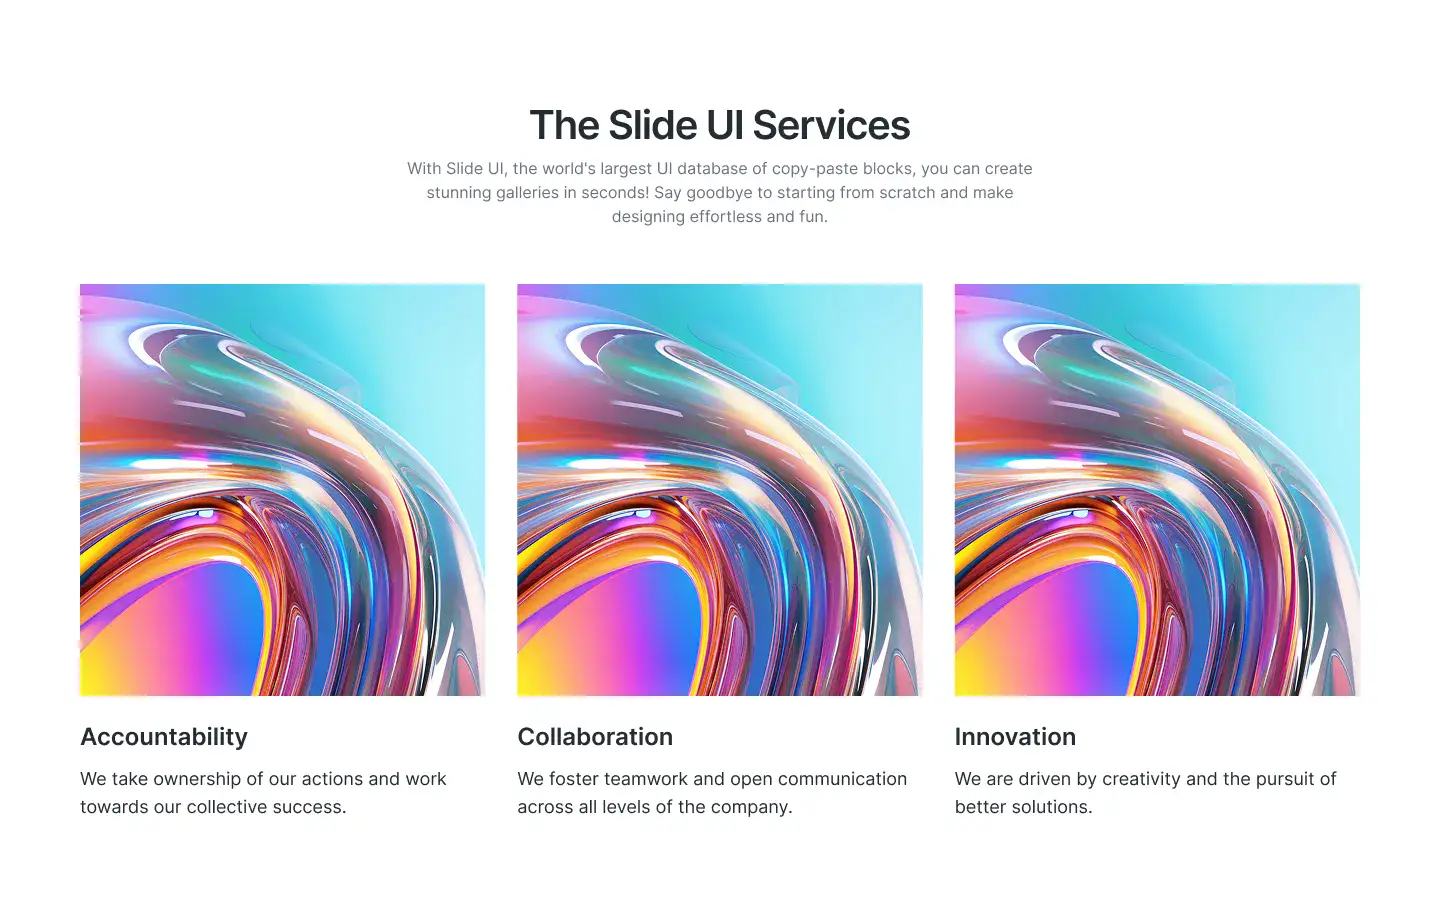 The Slide UI Services
With Slide UI, the world's largest UI database of copy-paste blocks, you can create
stunning galleries in seconds! Say goodbye to starting from scratch and make
designing effortless and fun.
Accountability
We take ownership of our actions and work
towards our collective success.
Collaboration
We foster teamwork and open communication
across all levels of the company.
Innovation
We are driven by creativity and the pursuit of
better solutions.